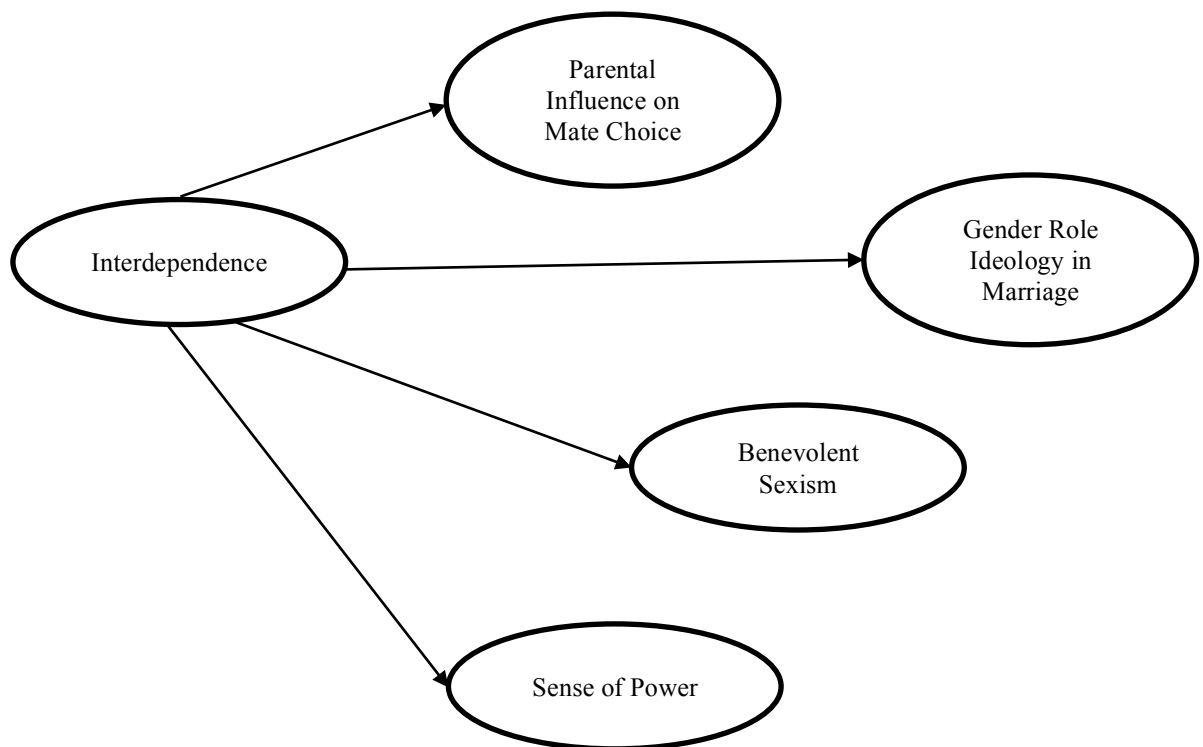 Parental
Influence on
Mate Choice
Interdependence
Gender Role
Ideology in
Marriage
Benevolent
Sexism
Sense of Power